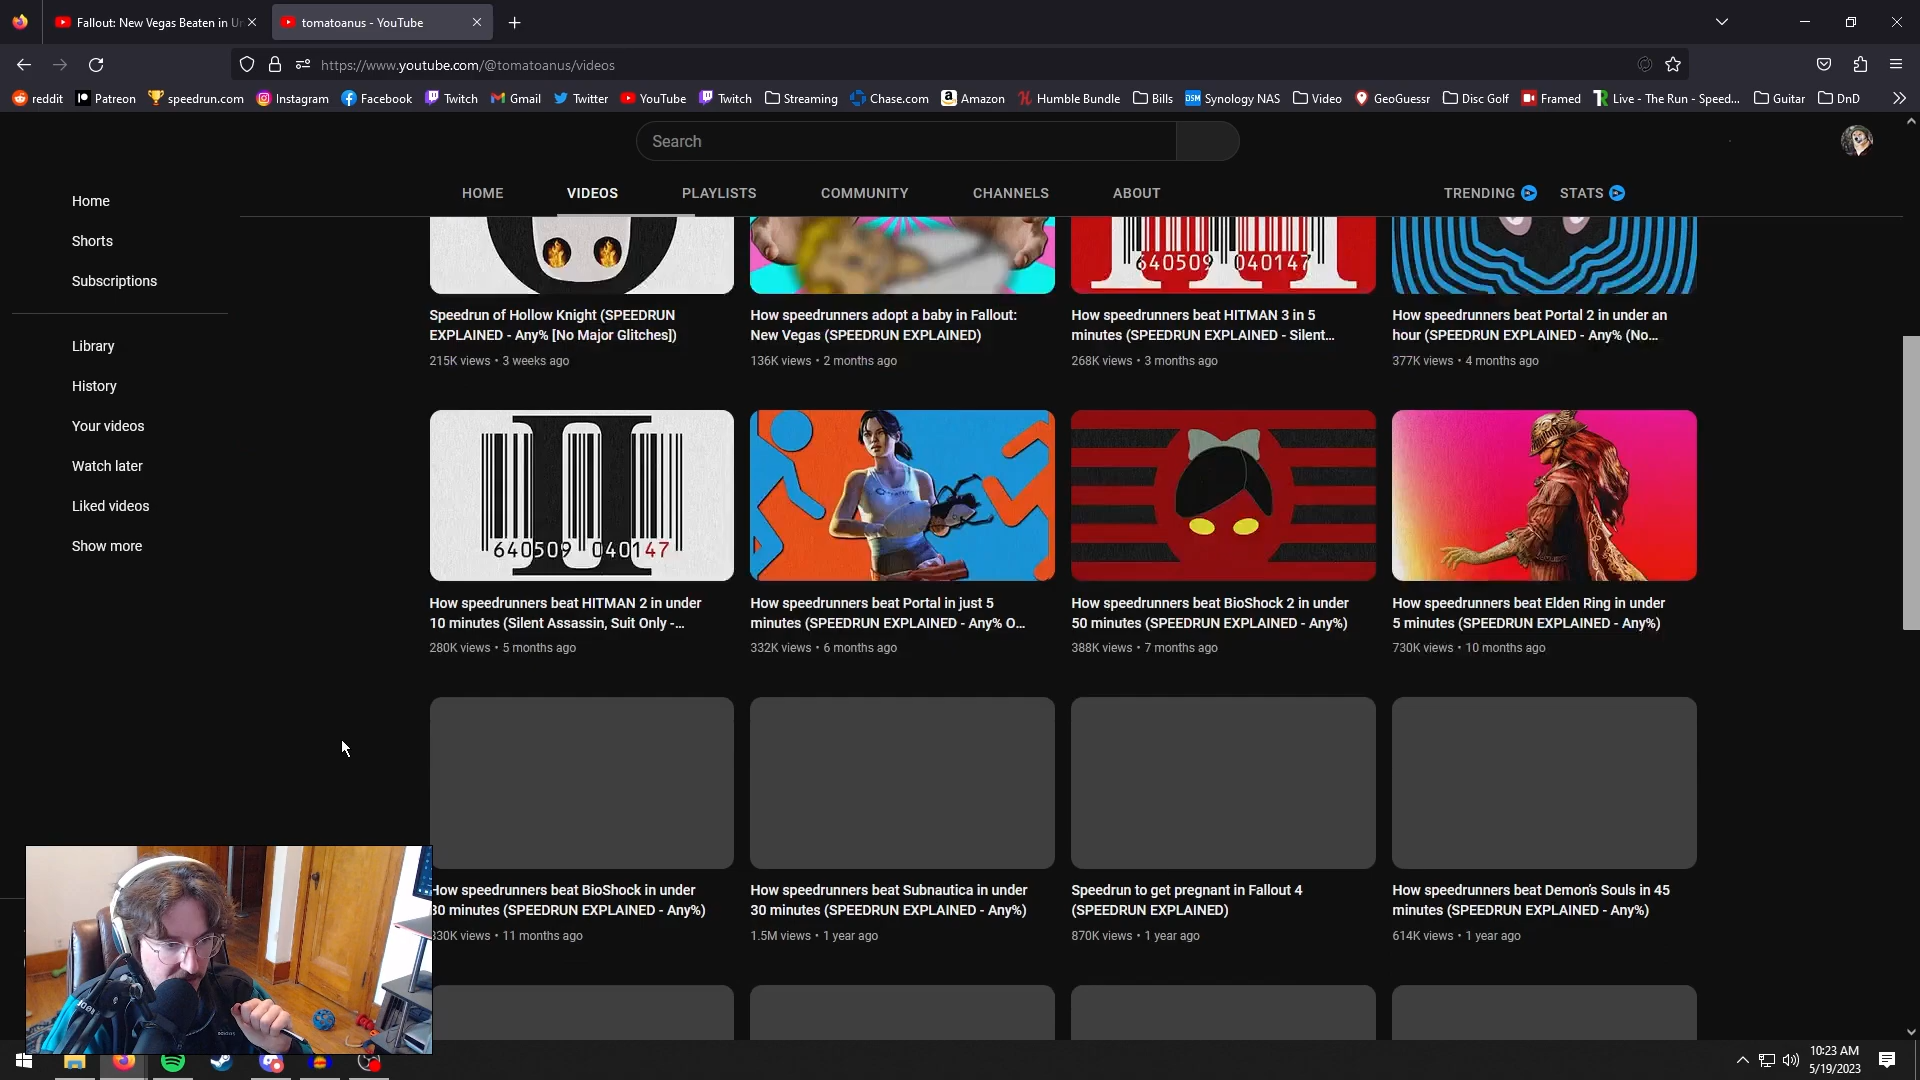 Fallout: New Vegas Beaten in Un
tomatoanus - YouTube
https://www.youtube.com/@tomatoanus/videos
reddit
Patreon
speedrun.com
Instagram
Facebook
Twitch
Gmail
Twitter
YouTube
Twitch
Streaming
Chase.com
Amazon
Humble Bundle
Bills
DSM Synology NAS
Video
GeoGuessr
Disc Golf
Framed
Live - The Run - Speed...
Guitar
DnD
Search
HOME
VIDEOS
PLAYLISTS
COMMUNITY
CHANNELS
ABOUT
TRENDING
STATS
Home
Shorts
Subscriptions
Library
History
Your videos
Watch later
Liked videos
Show more
640509 040147
Speedrun of Hollow Knight (SPEEDRUN
EXPLAINED - Any% [No Major Glitches])
215K views • 3 weeks ago
How speedrunners adopt a baby in Fallout:
New Vegas (SPEEDRUN EXPLAINED)
136K views • 2 months ago
How speedrunners beat HITMAN 3 in 5
minutes (SPEEDRUN EXPLAINED - Silent...
268K views • 3 months ago
How speedrunners beat Portal 2 in under an
hour (SPEEDRUN EXPLAINED - Any% (No...
377K views • 4 months ago
640509 040147
How speedrunners beat HITMAN 2 in under
10 minutes (Silent Assassin, Suit Only -...
280K views • 5 months ago
How speedrunners beat Portal in just 5
minutes (SPEEDRUN EXPLAINED - Any% O...
332K views • 6 months ago
How speedrunners beat BioShock 2 in under
50 minutes (SPEEDRUN EXPLAINED - Any%)
388K views • 7 months ago
How speedrunners beat Elden Ring in under
5 minutes (SPEEDRUN EXPLAINED - Any%)
730K views • 10 months ago
How speedrunners beat BioShock in under
30 minutes (SPEEDRUN EXPLAINED - Any%)
830K views • 11 months ago
How speedrunners beat Subnautica in under
30 minutes (SPEEDRUN EXPLAINED - Any%)
1.5M views • 1 year ago
Speedrun to get pregnant in Fallout 4
(SPEEDRUN EXPLAINED)
870K views • 1 year ago
How speedrunners beat Demon's Souls in 45
minutes (SPEEDRUN EXPLAINED - Any%)
614K views • 1 year ago
10:23 AM
5/19/2023